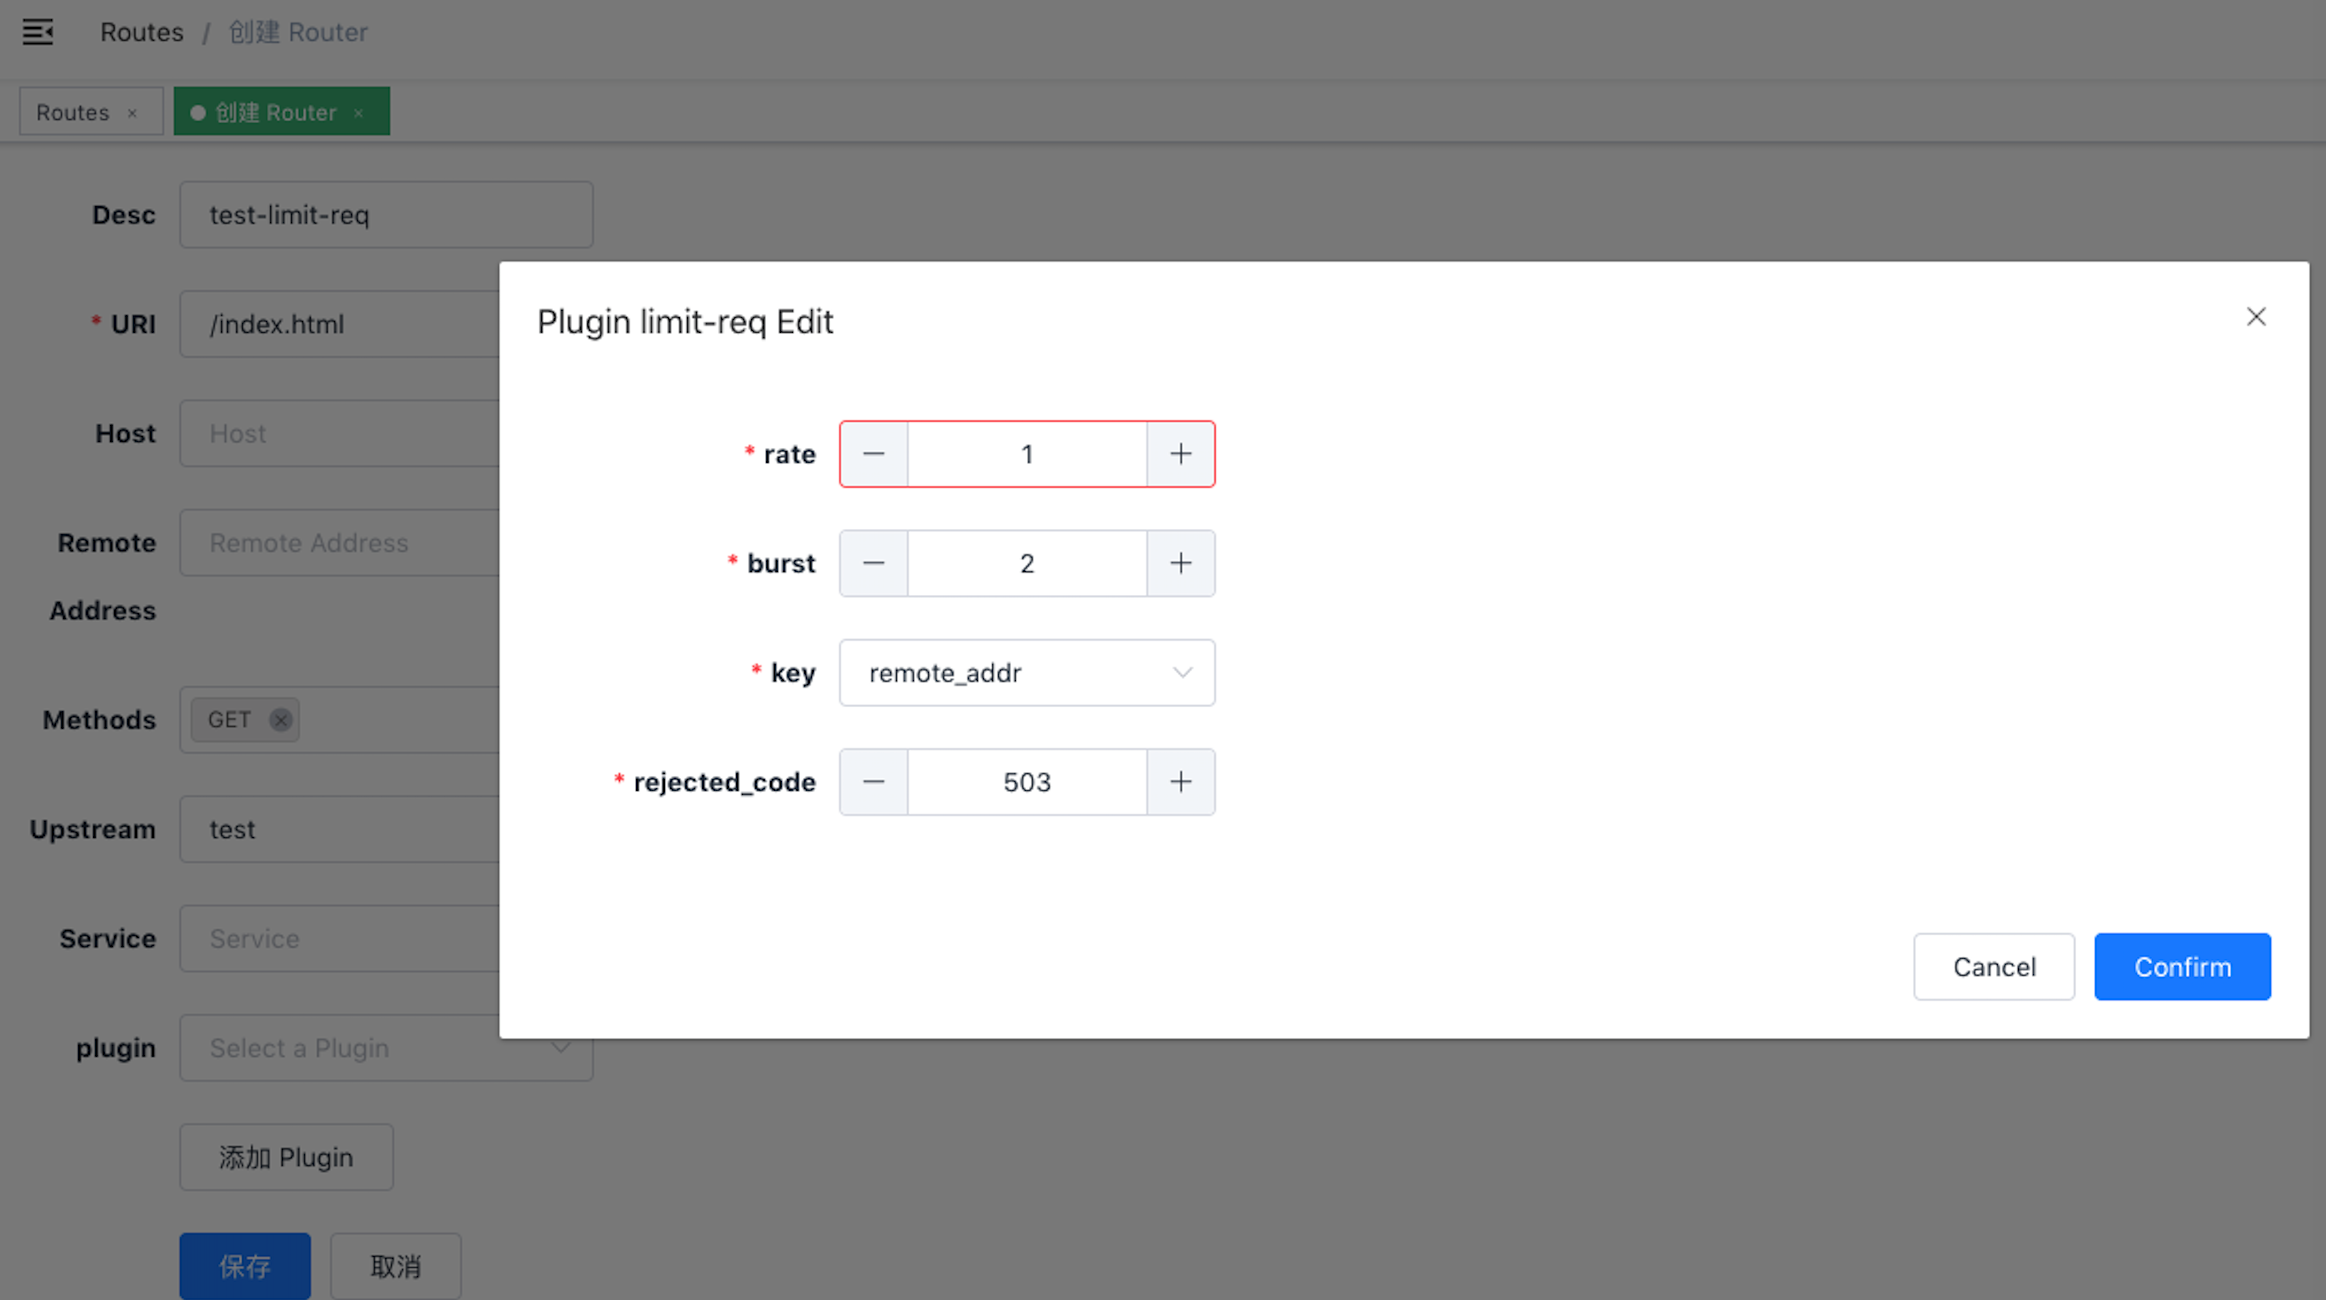 Routes / 创建 Router
Routes × 创建 Router ×
Desc test-limit-req
* URI /index.html
Host Host
Remote Address Remote Address
Methods GET
Upstream test
Service Service
plugin Select a Plugin
添加 Plugin
保存 取消
Plugin limit-req Edit
* rate 1
* burst 2
* key remote_addr
* rejected_code 503
Cancel Confirm